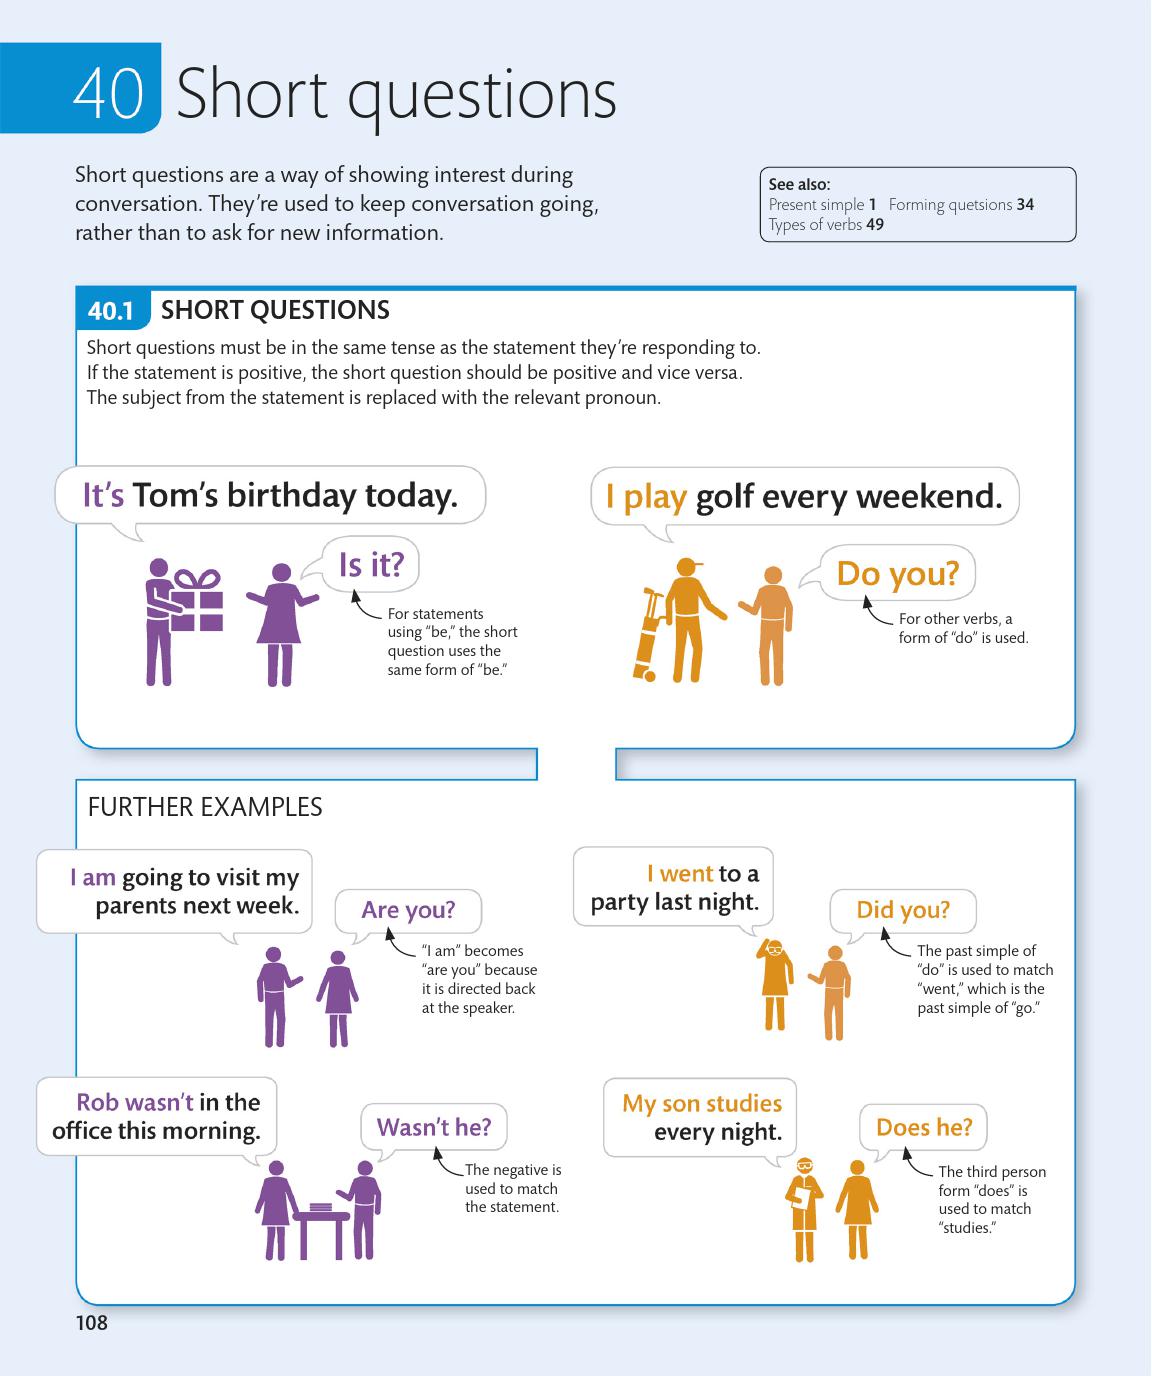 40 Short questions
Short questions are a way of showing interest during
conversation. They’re used to keep conversation going,
rather than to ask for new information.
See also:
Present simple 1 Forming quetsions 34
Types of verbs 49
40.1 SHORT QUESTIONS
Short questions must be in the same tense as the statement they’re responding to.
If the statement is positive, the short question should be positive and vice versa.
The subject from the statement is replaced with the relevant pronoun.
It’s Tom’s birthday today.
Is it?
For statements
using “be,” the short
question uses the
same form of “be.”
I play golf every weekend.
Do you?
For other verbs, a
form of “do” is used.
FURTHER EXAMPLES
I am going to visit my
parents next week.
Are you?
“I am” becomes
“are you” because
it is directed back
at the speaker.
I went to a
party last night.
Did you?
The past simple of
“do” is used to match
“went,” which is the
past simple of “go.”
Rob wasn’t in the
office this morning.
Wasn’t he?
The negative is
used to match
the statement.
My son studies
every night.
Does he?
The third person
form “does” is
used to match
“studies.”
108